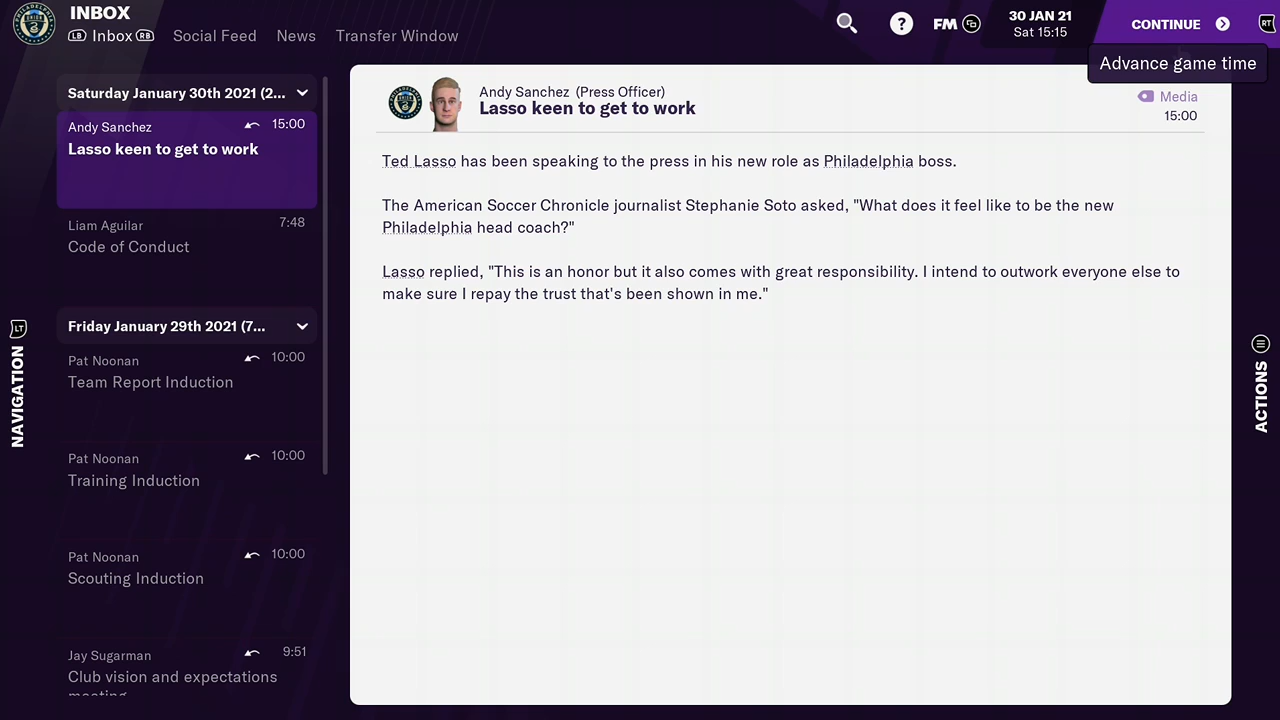 INBOX
LB Inbox RB
Social Feed
News
Transfer Window
FM
30 JAN 21
Sat 15:15
CONTINUE
RT
Advance game time
Saturday January 30th 2021 (2...
Andy Sanchez
15:00
Lasso keen to get to work
Liam Aguilar
7:48
Code of Conduct
Friday January 29th 2021 (7...
Pat Noonan
10:00
Team Report Induction
Pat Noonan
10:00
Training Induction
Pat Noonan
10:00
Scouting Induction
Jay Sugarman
9:51
Club vision and expectations
meeting
LT
NAVIGATION
Andy Sanchez (Press Officer)
Lasso keen to get to work
Media
15:00
Ted Lasso has been speaking to the press in his new role as Philadelphia boss.
The American Soccer Chronicle journalist Stephanie Soto asked, "What does it feel like to be the new
Philadelphia head coach?"
Lasso replied, "This is an honor but it also comes with great responsibility. I intend to outwork everyone else to
make sure I repay the trust that's been shown in me."
ACTIONS